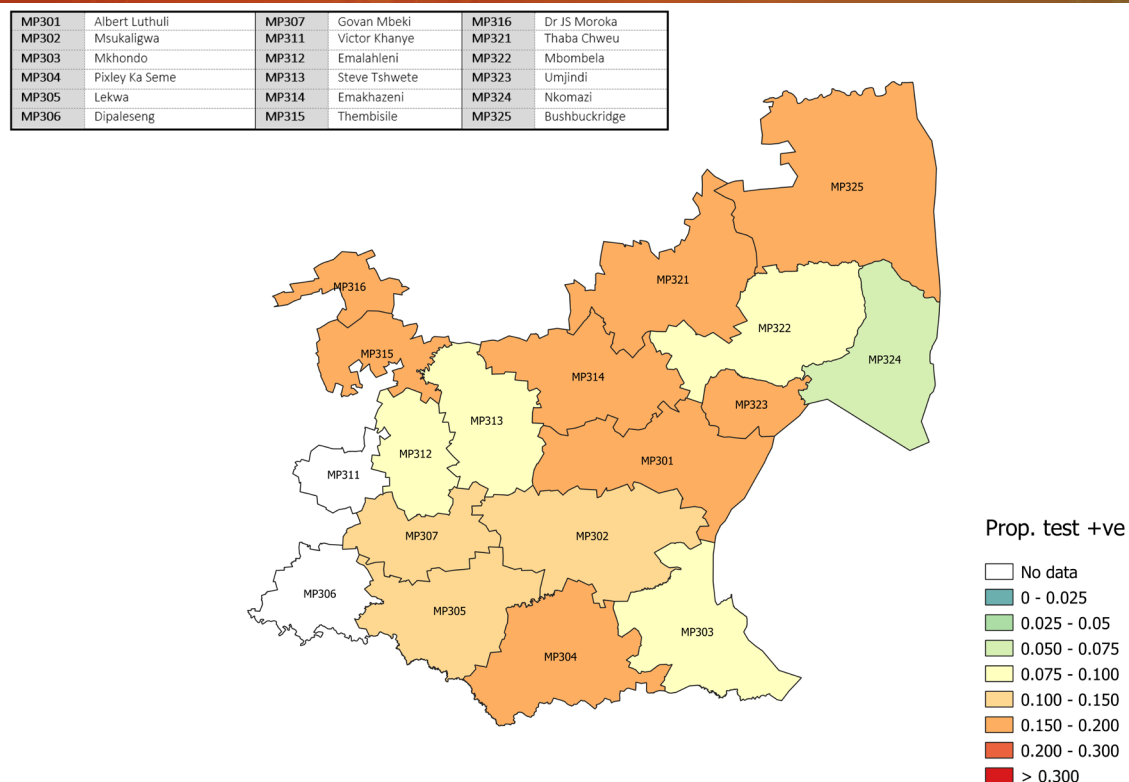 MP301 Albert Luthuli MP307 Govan Mbeki MP316 Dr JS Moroka
MP302 Msukaligwa MP311 Victor Khanye MP321 Thaba Chweu
MP303 Mkhondo MP312 Emalahleni MP322 Mbombela
MP304 Pixley Ka Seme MP313 Steve Tshwete MP323 Umjindi
MP305 Lekwa MP314 Emakhazeni MP324 Nkomazi
MP306 Dipaleseng MP315 Thembisile MP325 Bushbuckridge
MP325
MP321
MP316
MP322
MP315
MP324
MP314
MP323
MP313
MP312
MP301
MP311
MP307
MP302
MP306
MP305
MP303
MP304
Prop. test +ve
No data
0 - 0.025
0.025 - 0.05
0.050 - 0.075
0.075 - 0.100
0.100 - 0.150
0.150 - 0.200
0.200 - 0.300
> 0.300